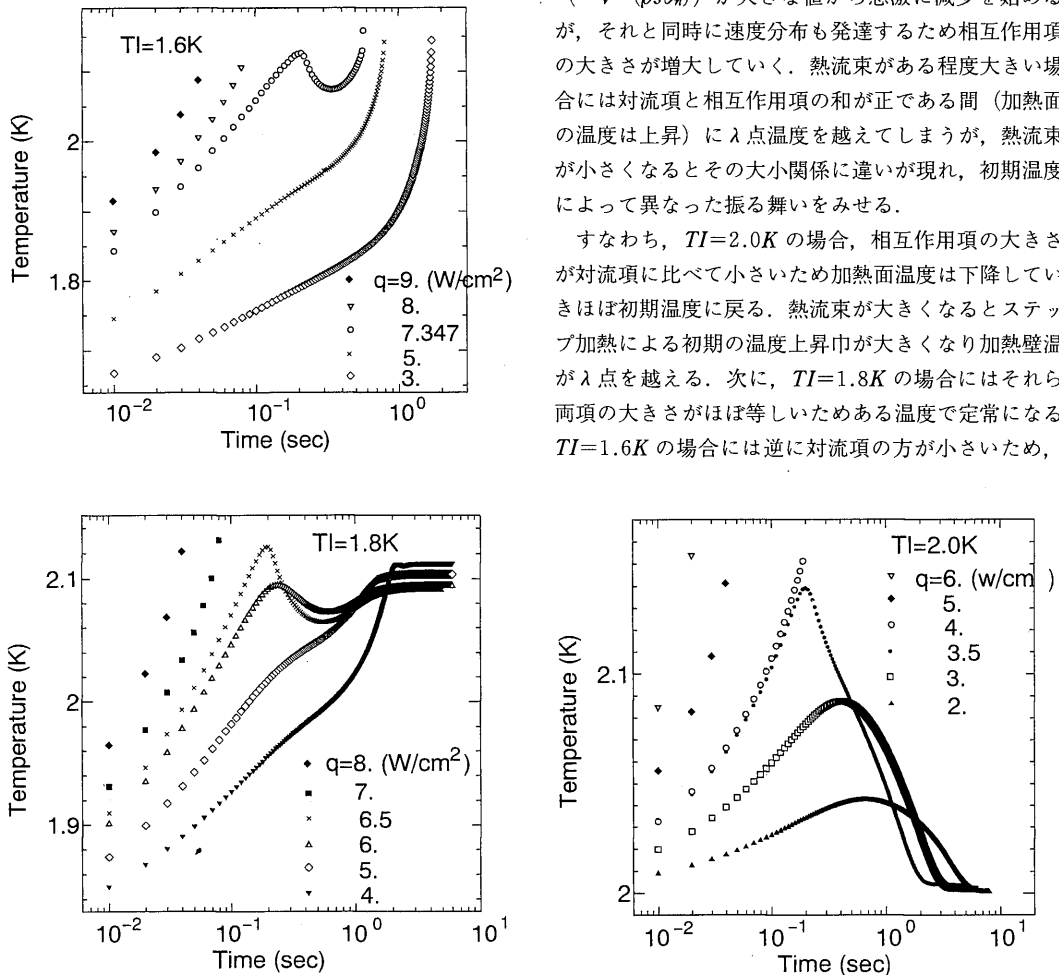 TI=1.6K
Temperature (K)
2
1.8
q=9. (W/cm²)
8.
7.347
5.
3.
10⁻²
10⁻¹
10⁰
Time (sec)
が，それと同時に速度分布も発達するため相互作用項
の大きさが増大していく．熱流束がある程度大きい場
合には対流項と相互作用項の和が正である間（加熱面
の温度は上昇）にλ点温度を越えてしまうが，熱流束
が小さくなるとその大小関係に違いが現れ，初期温度
によって異なった振る舞いをみせる．
すなわち，TI=2.0K の場合，相互作用項の大きさ
が対流項に比べて小さいため加熱面温度は下降してい
きほぼ初期温度に戻る．熱流束が大きくなるとステッ
プ加熱による初期の温度上昇巾が大きくなり加熱壁温
がλ点を越える．次に，TI=1.8K の場合にはそれら
両項の大きさがほぼ等しいためある温度で定常になる
TI=1.6K の場合には逆に対流項の方が小さいため，
TI=1.8K
Temperature (K)
2.1
2
1.9
q=8. (W/cm²)
7.
6.5
6.
5.
4.
10⁻²
10⁻¹
10⁰
10¹
Time (sec)
TI=2.0K
Temperature (K)
2.1
2
q=6. (w/cm )
5.
4.
3.5
3.
2.
10⁻²
10⁻¹
10⁰
10¹
Time (sec)